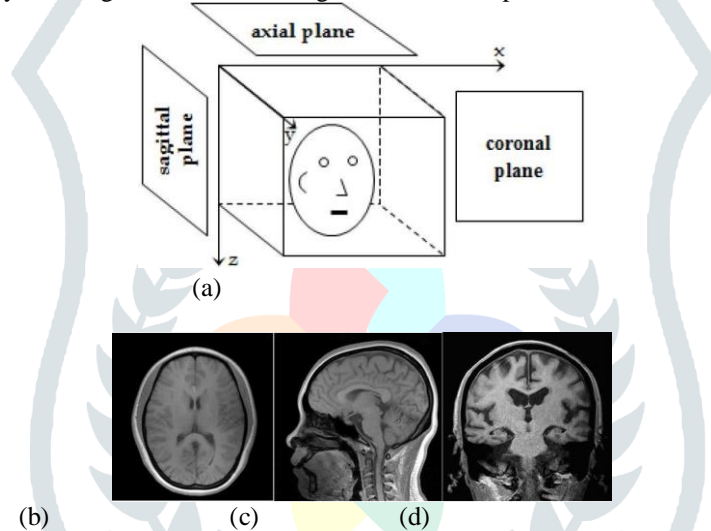 axial plane
x
sagittal
plane
y
coronal
plane
z
(a)
(b) (c) (d)